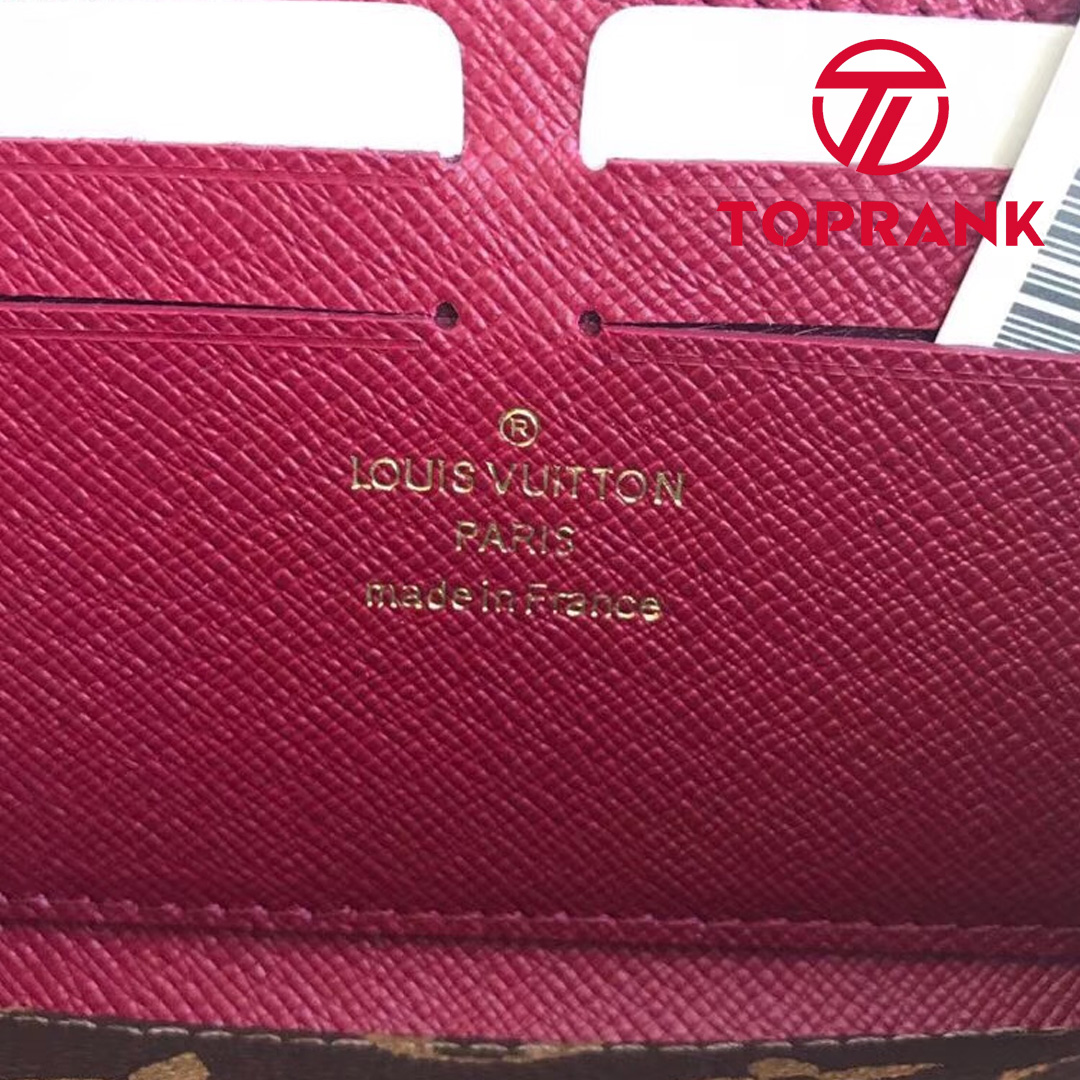 TOPRANK
®
LOUIS VUITTON
PARIS
made in France